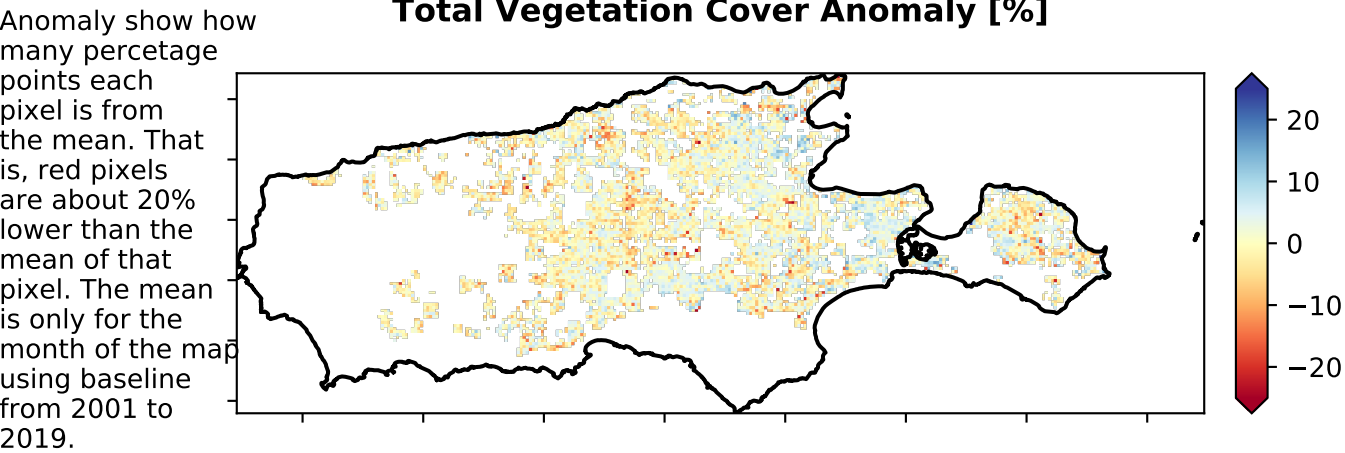 Total Vegetation Cover Anomaly [%]
Anomaly show how
many percetage
points each
pixel is from
the mean. That
is, red pixels
are about 20%
lower than the
mean of that
pixel. The mean
is only for the
month of the map
using baseline
from 2001 to
2019.
20
10
0
−10
−20